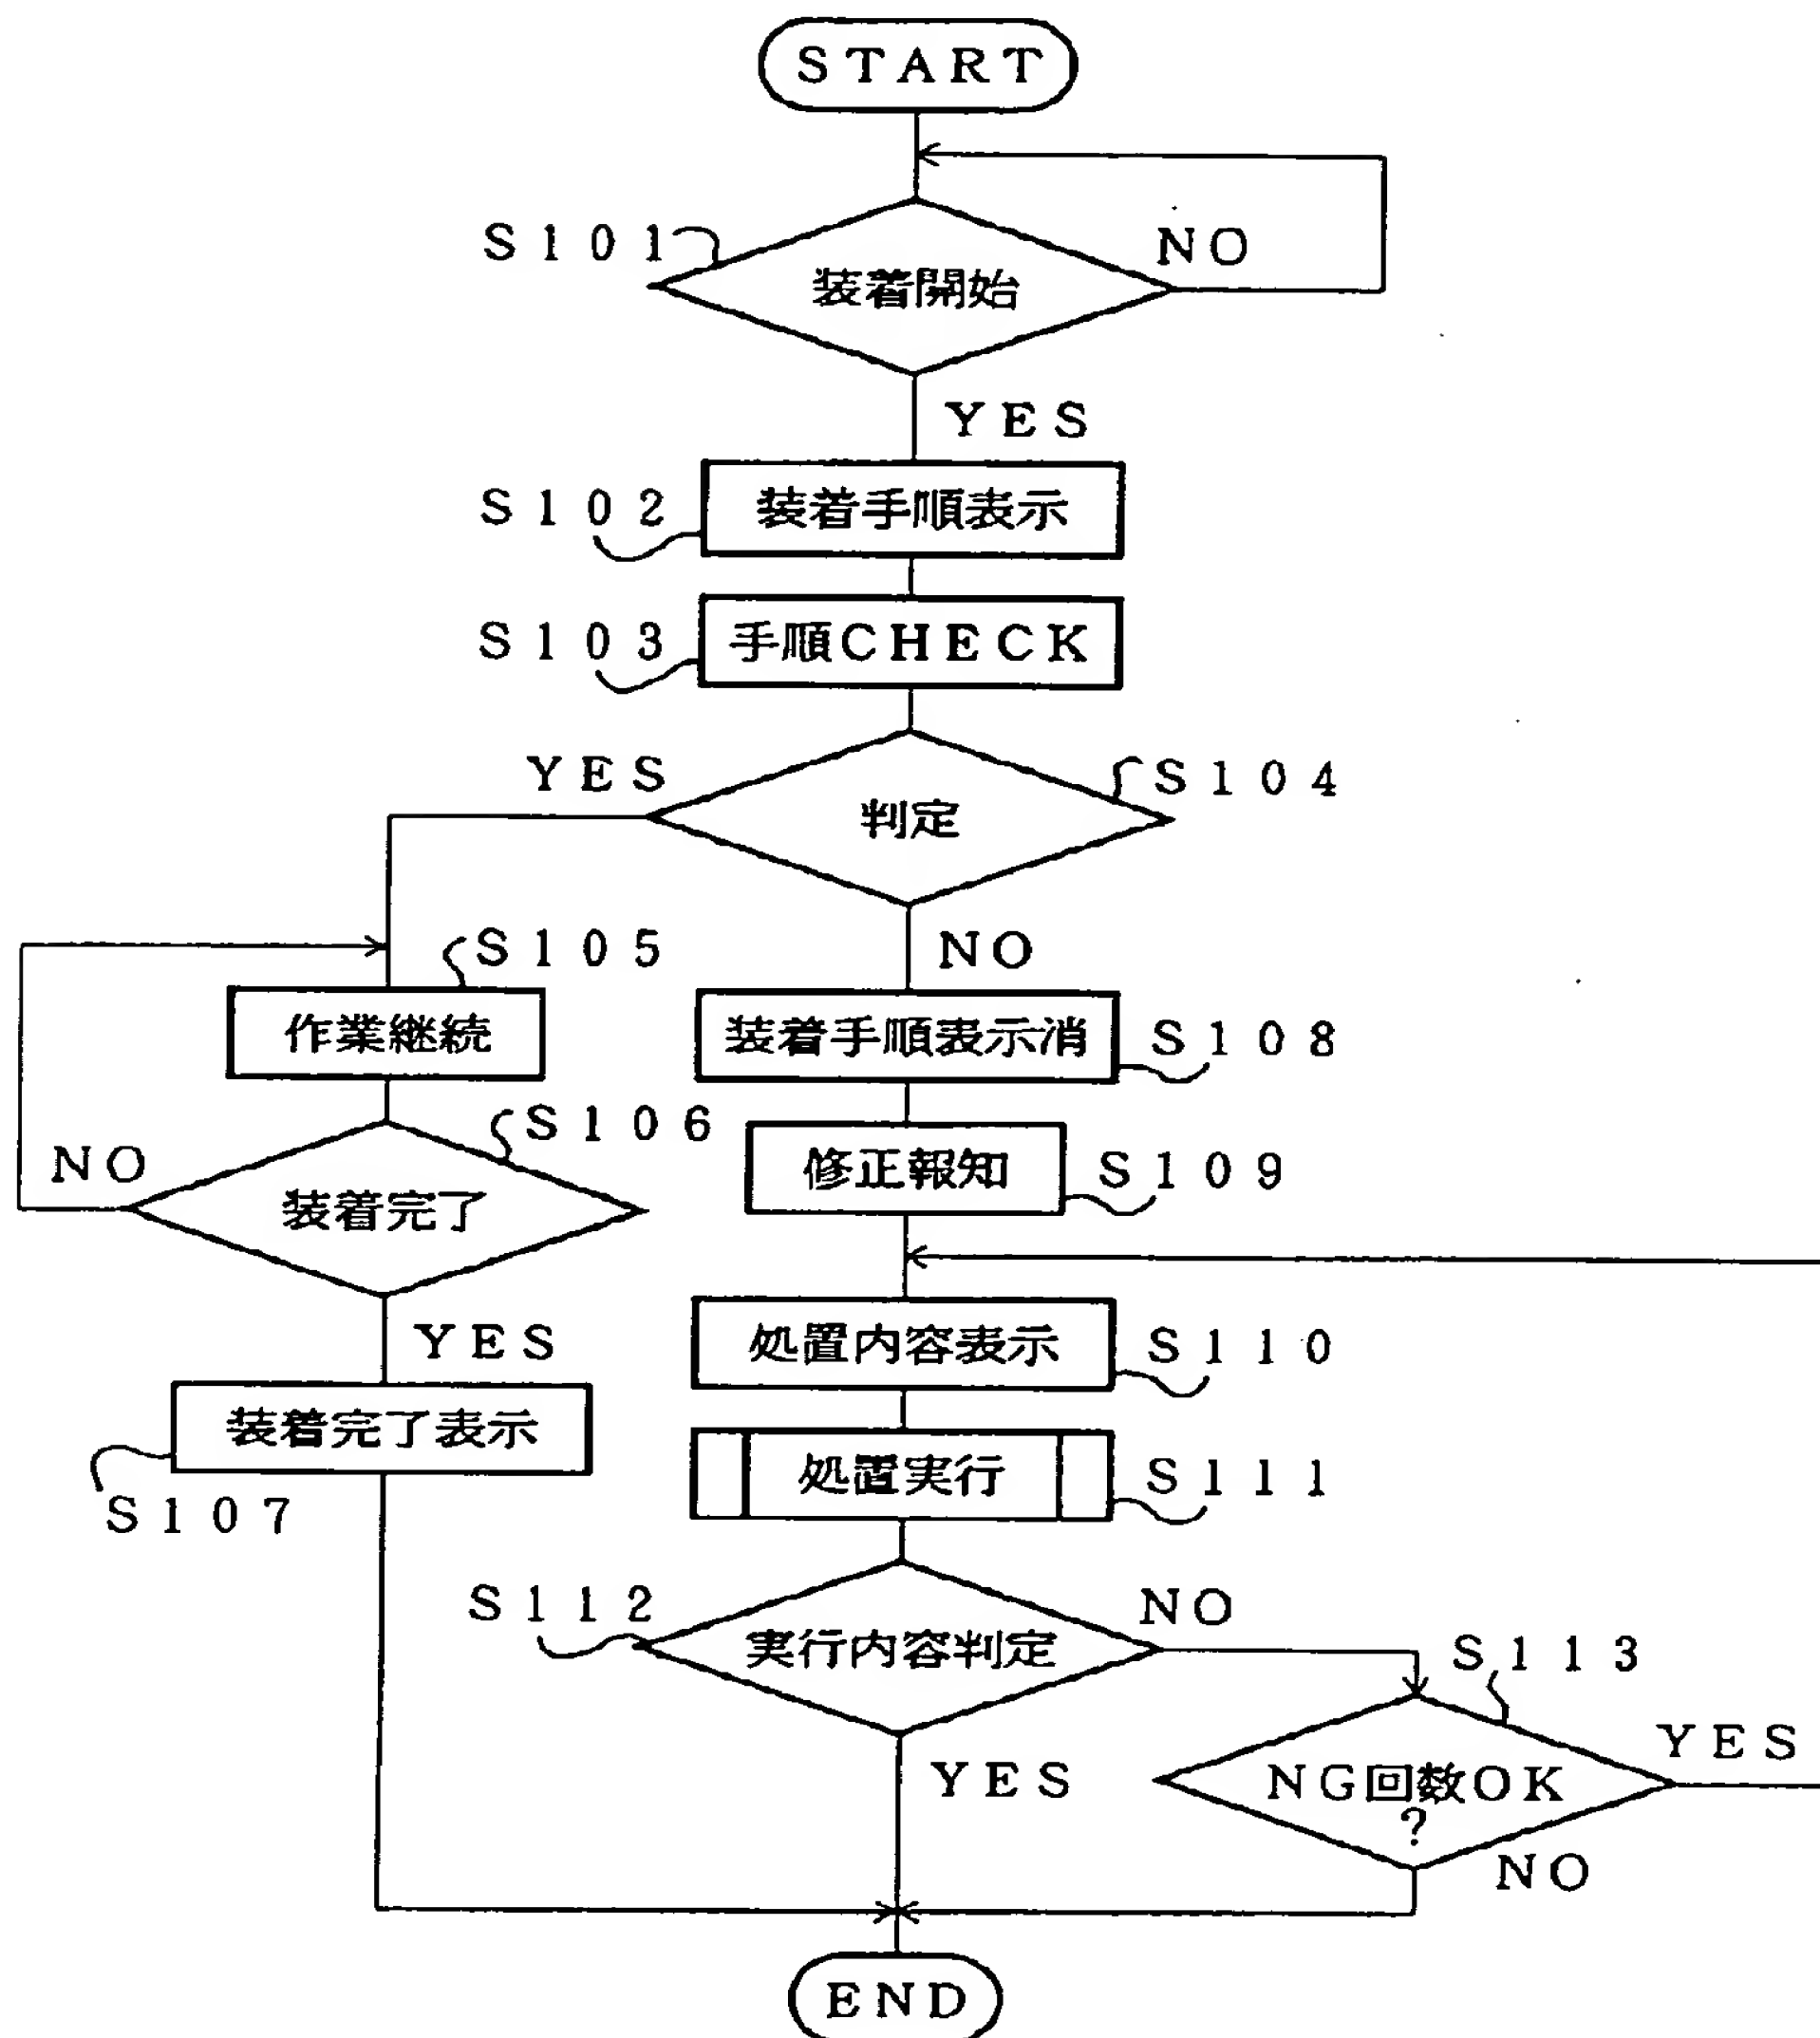 START
S101
装着開始
NO
YES
S102
装着手順表示
S103
手順CHECK
YES
判定
S104
NO
S105
作業継続
装着手順表示消
S108
S106
NO
装着完了
修正報知
S109
YES
処置内容表示
S110
装着完了表示
S107
処置実行
S111
S112
実行内容判定
NO
S113
YES
NG回数OK
?
YES
NO
END